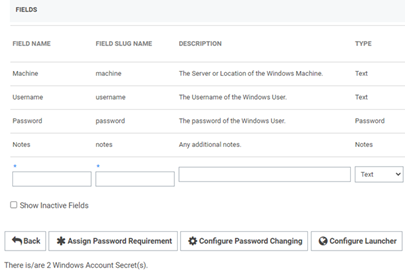 FIELDS
FIELD NAME FIELD SLUG NAME DESCRIPTION TYPE
Machine machine The Server or Location of the Windows Machine. Text
Username username The Username of the Windows User. Text
Password password The password of the Windows User. Password
Notes notes Any additional notes. Notes
* *
Text
Show Inactive Fields
Back Assign Password Requirement Configure Password Changing Configure Launcher
There is/are 2 Windows Account Secret(s).